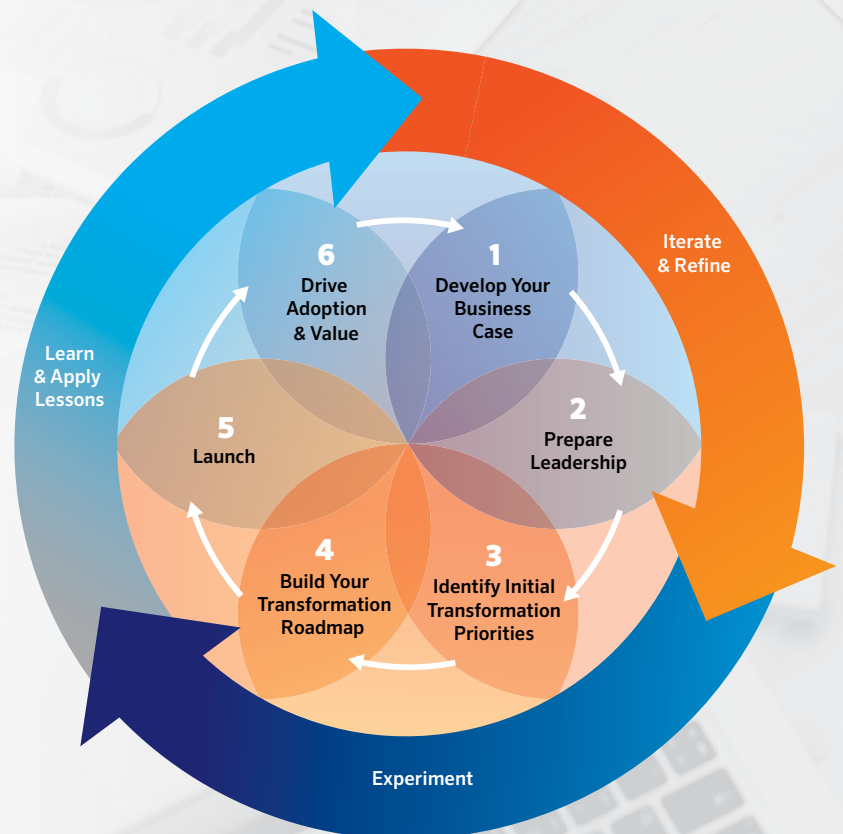 1
Develop Your
Business
Case
2
Prepare
Leadership
3
Identify Initial
Transformation
Priorities
4
Build Your
Transformation
Roadmap
5
Launch
6
Drive
Adoption
& Value
Iterate
& Refine
Experiment
Learn
& Apply
Lessons